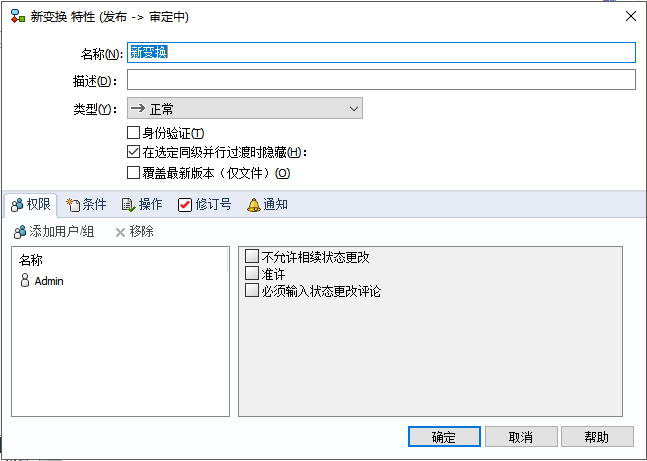 新变换 特性 (发布 → 审定中)
名称(N): 新变换
描述(D):
类型(Y): 正常
身份验证(T)
在选定同级并行过渡时隐藏(H):
覆盖最新版本（仅文件）(O)
权限 条件 操作 修订号 通知
添加用户/组 移除
名称
Admin
不允许相续状态更改
准许
必须输入状态更改评论
确定 取消 帮助